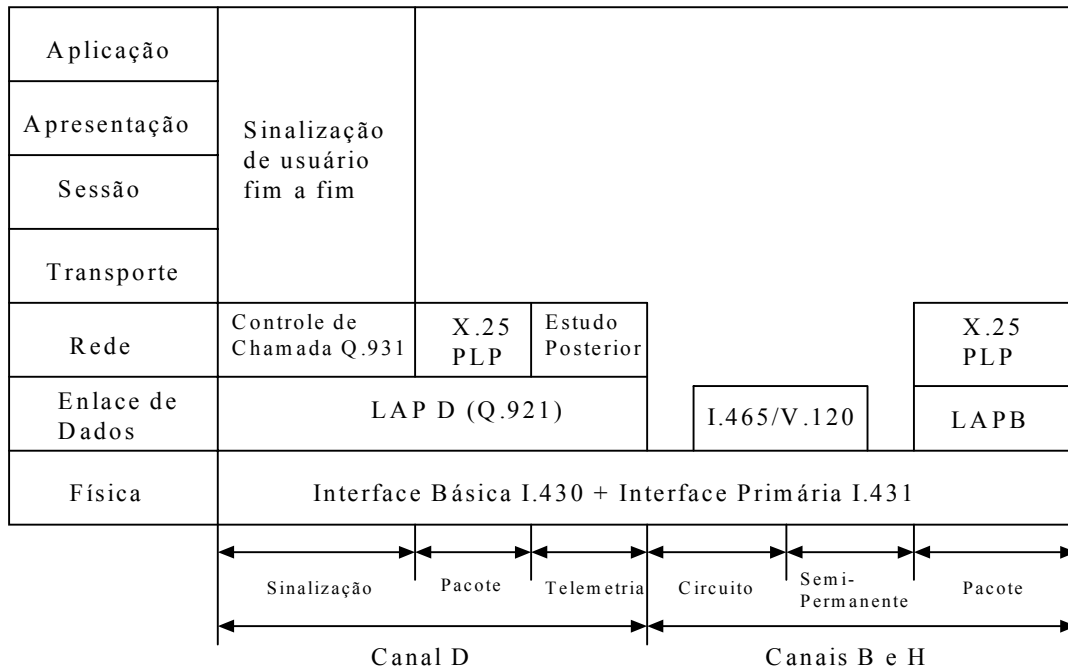 Aplicação
Apresentação
Sessão
Transporte
Sinalização
de usuário
fim a fim
Rede
Controle de
Chamada Q.931
X.25
PLP
Estudo
Posterior
X.25
PLP
Enlace de
Dados
LAP D (Q.921)
I.465/V.120
LAPB
Física
Interface Básica I.430 + Interface Primária I.431
Sinalização
Pacote
Telemetria
Circuito
Semi-
Permanente
Pacote
Canal D
Canais B e H